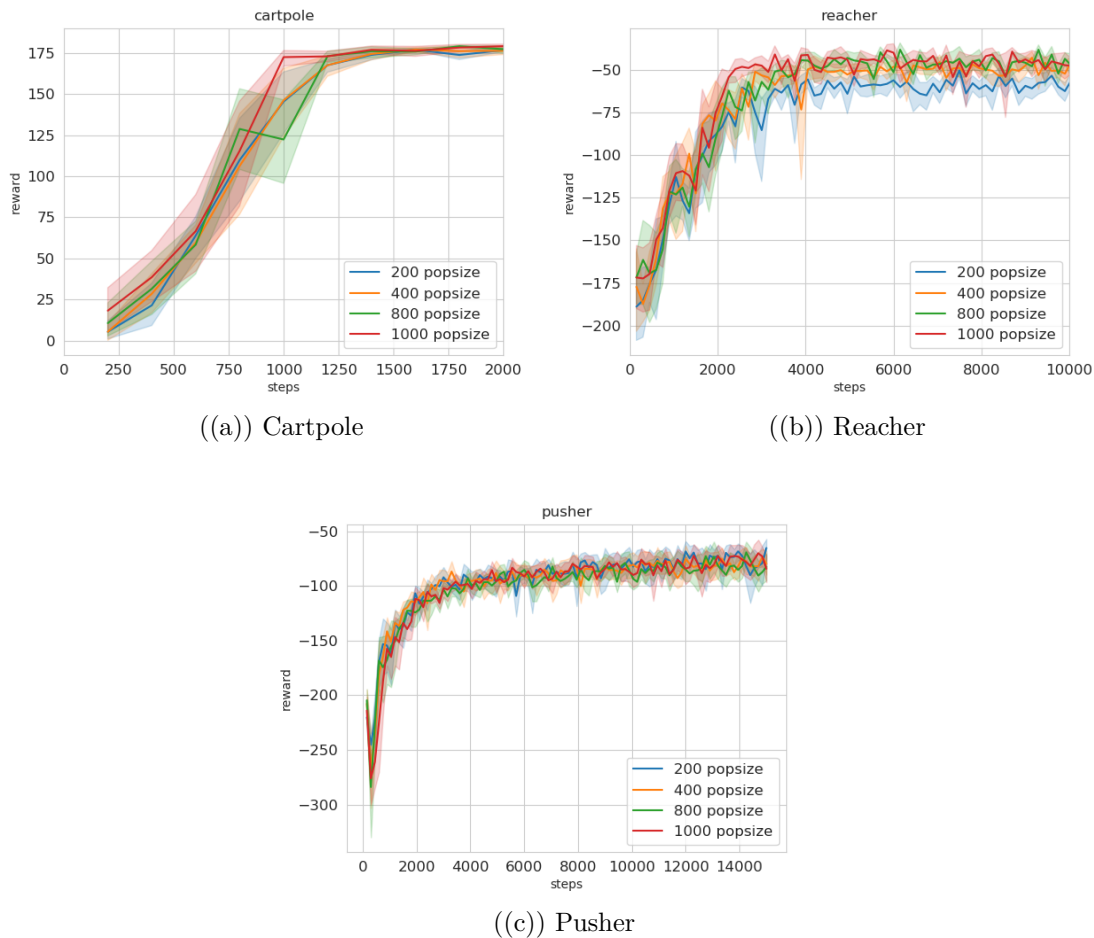 cartpole
reward
175
150
125
100
75
50
25
0
0
250
500
750
1000
1250
1500
1750
2000
steps
200 popsize
400 popsize
800 popsize
1000 popsize
((a)) Cartpole
reacher
reward
−50
−75
−100
−125
−150
−175
−200
0
2000
4000
6000
8000
10000
steps
200 popsize
400 popsize
800 popsize
1000 popsize
((b)) Reacher
pusher
reward
−50
−100
−150
−200
−250
−300
0
2000
4000
6000
8000
10000
12000
14000
steps
200 popsize
400 popsize
800 popsize
1000 popsize
((c)) Pusher